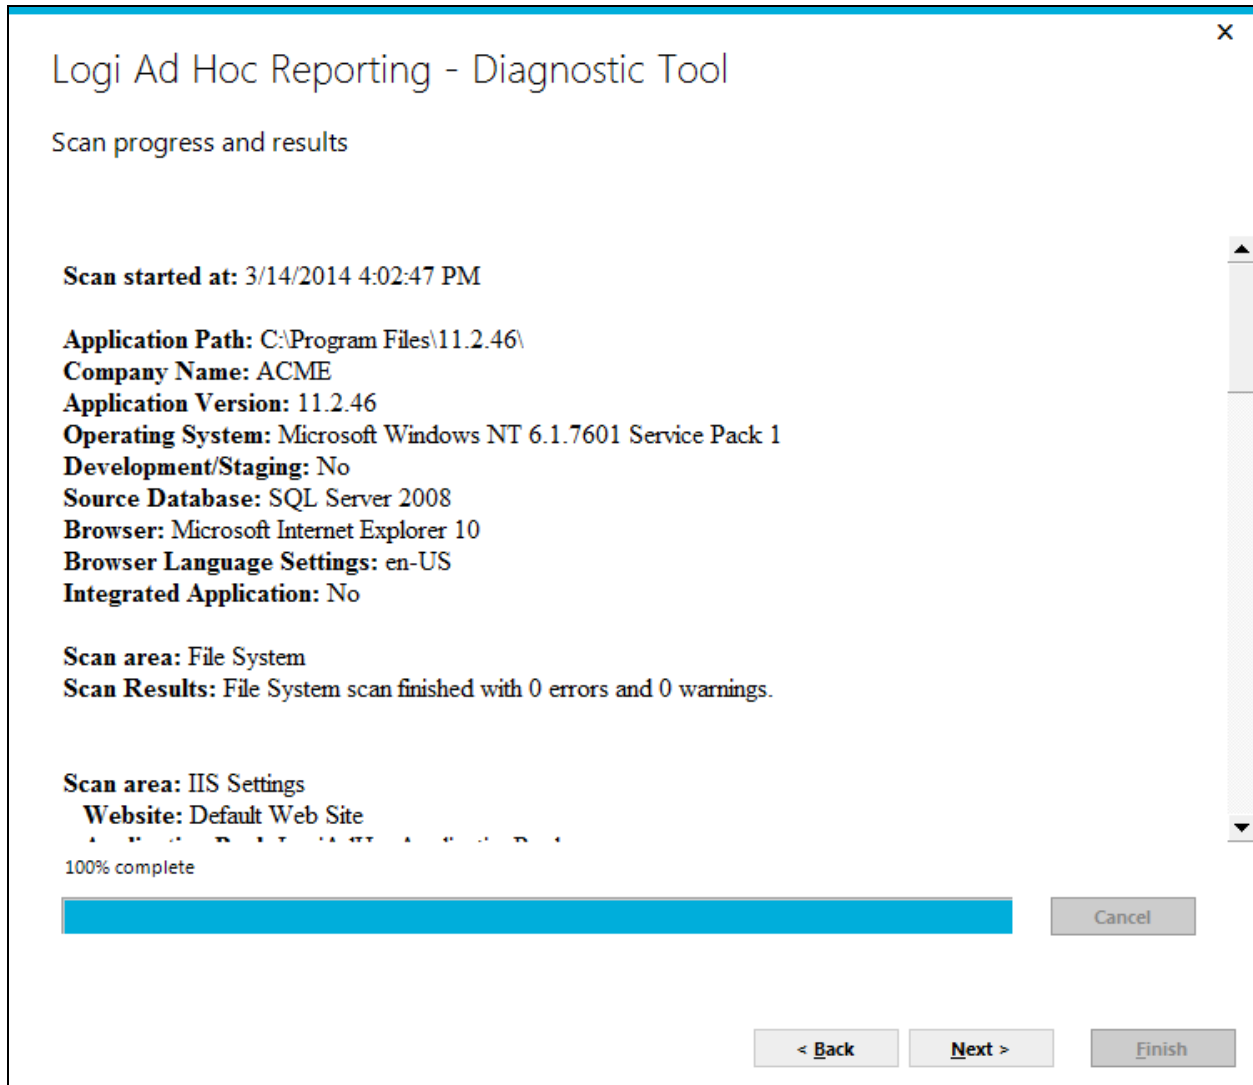 Logi Ad Hoc Reporting - Diagnostic Tool
Scan progress and results
Scan started at: 3/14/2014 4:02:47 PM
Application Path: C:\Program Files\11.2.46\
Company Name: ACME
Application Version: 11.2.46
Operating System: Microsoft Windows NT 6.1.7601 Service Pack 1
Development/Staging: No
Source Database: SQL Server 2008
Browser: Microsoft Internet Explorer 10
Browser Language Settings: en-US
Integrated Application: No
Scan area: File System
Scan Results: File System scan finished with 0 errors and 0 warnings.
Scan area: IIS Settings
Website: Default Web Site
100% complete
Cancel
< Back Next > Finish